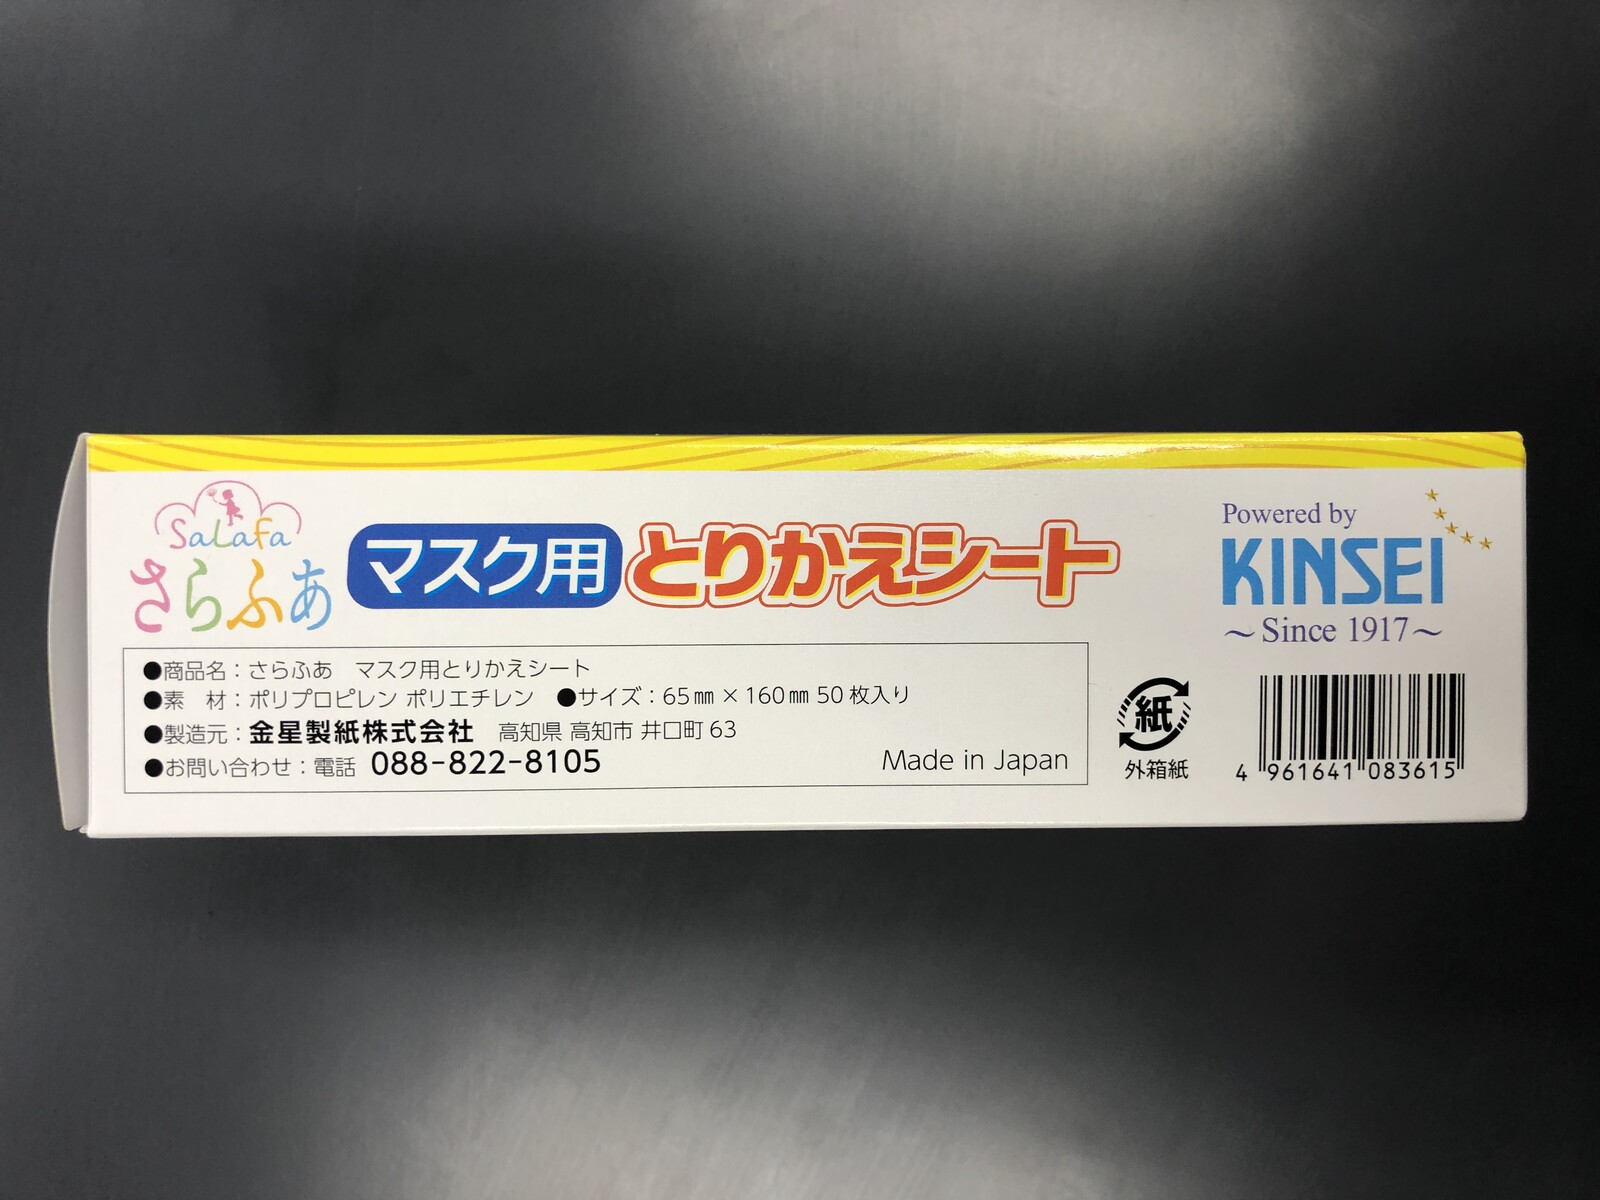 SaLaFa
さらふあ
マスク用 とりかえシート
Powered by
KINSEI
～Since 1917～
●商品名：さらふあ　マスク用とりかえシート
●素　材：ポリプロピレン ポリエチレン　●サイズ：65㎜×160㎜ 50枚入り
●製造元：金星製紙株式会社　高知県 高知市 井口町 63
●お問い合わせ：電話 088-822-8105
Made in Japan
紙
外箱紙
4 961641 083615